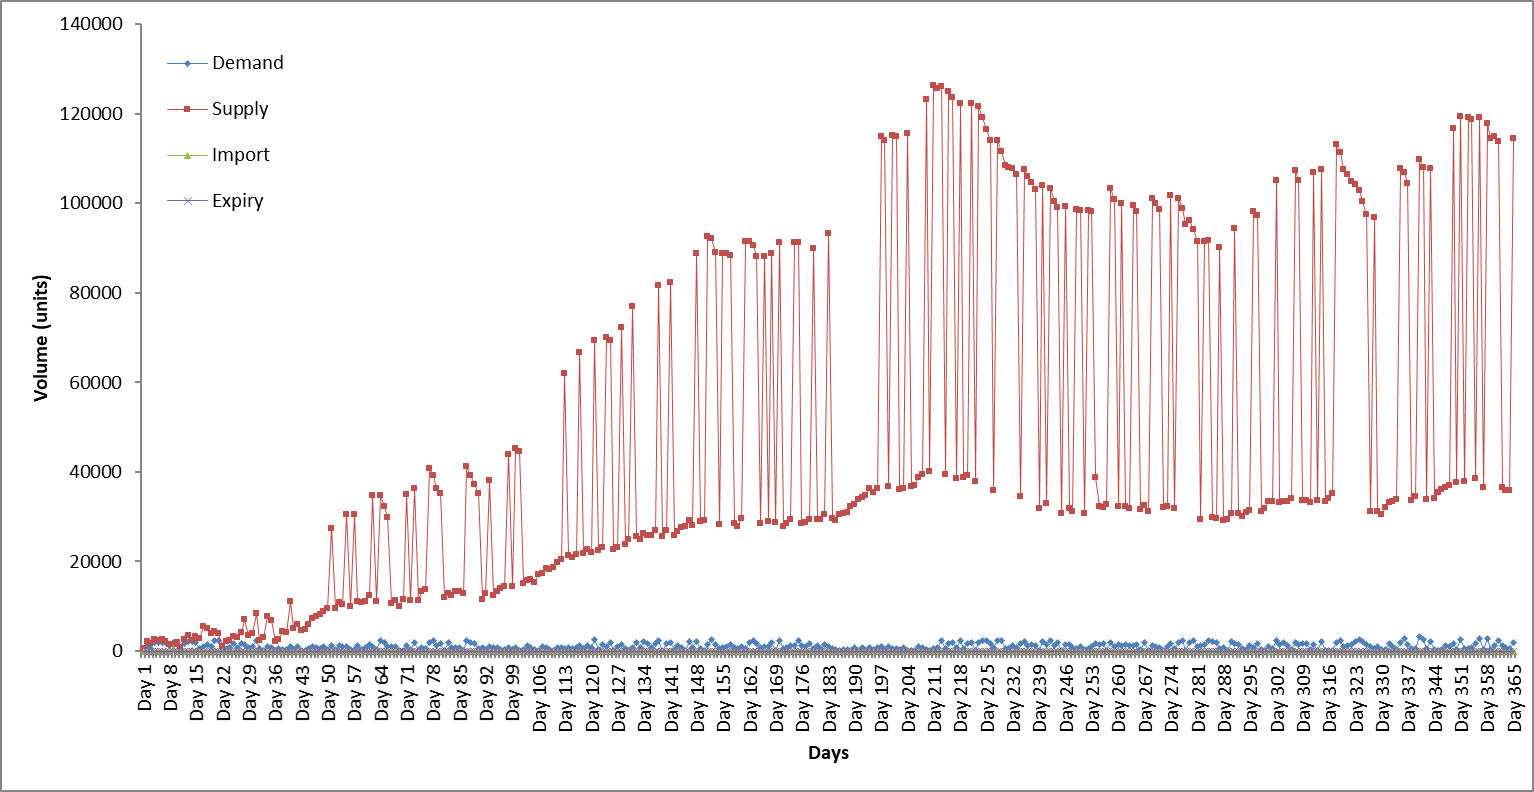 140000
120000
100000
80000
60000
40000
20000
0
Volume (units)
Demand
Supply
Import
Expiry
Day 1
Day 8
Day 15
Day 22
Day 29
Day 36
Day 43
Day 50
Day 57
Day 64
Day 71
Day 78
Day 85
Day 92
Day 99
Day 106
Day 113
Day 120
Day 127
Day 134
Day 141
Day 148
Day 155
Day 162
Day 169
Day 176
Day 183
Day 190
Day 197
Day 204
Day 211
Day 218
Day 225
Day 232
Day 239
Day 246
Day 253
Day 260
Day 267
Day 274
Day 281
Day 288
Day 295
Day 302
Day 309
Day 316
Day 323
Day 330
Day 337
Day 344
Day 351
Day 358
Day 365
Days